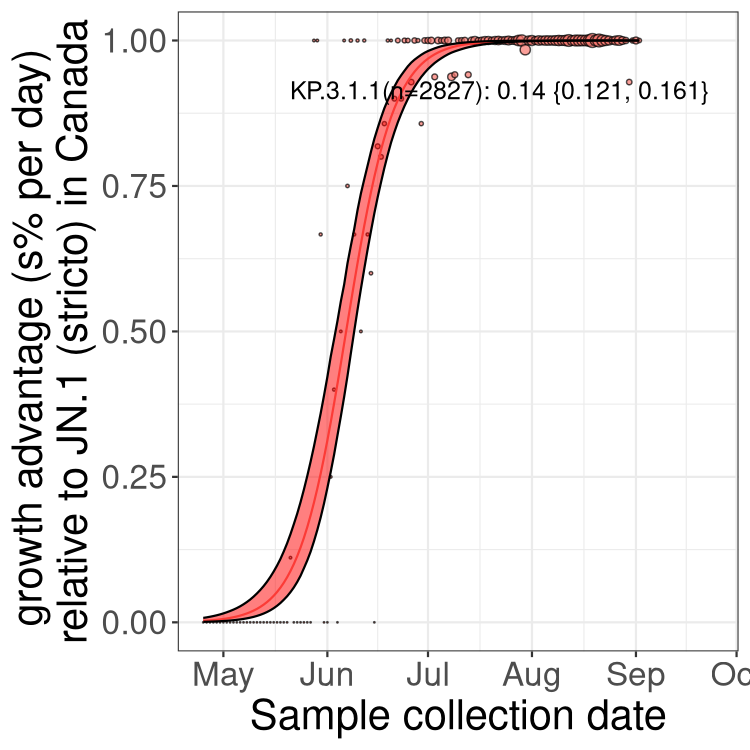 growth advantage (s% per day)
relative to JN.1 (stricto) in Canada
1.00
0.75
0.50
0.25
0.00
KP.3.1.1(n=2827): 0.14 {0.121, 0.161}
May Jun Jul Aug Sep Oc
Sample collection date